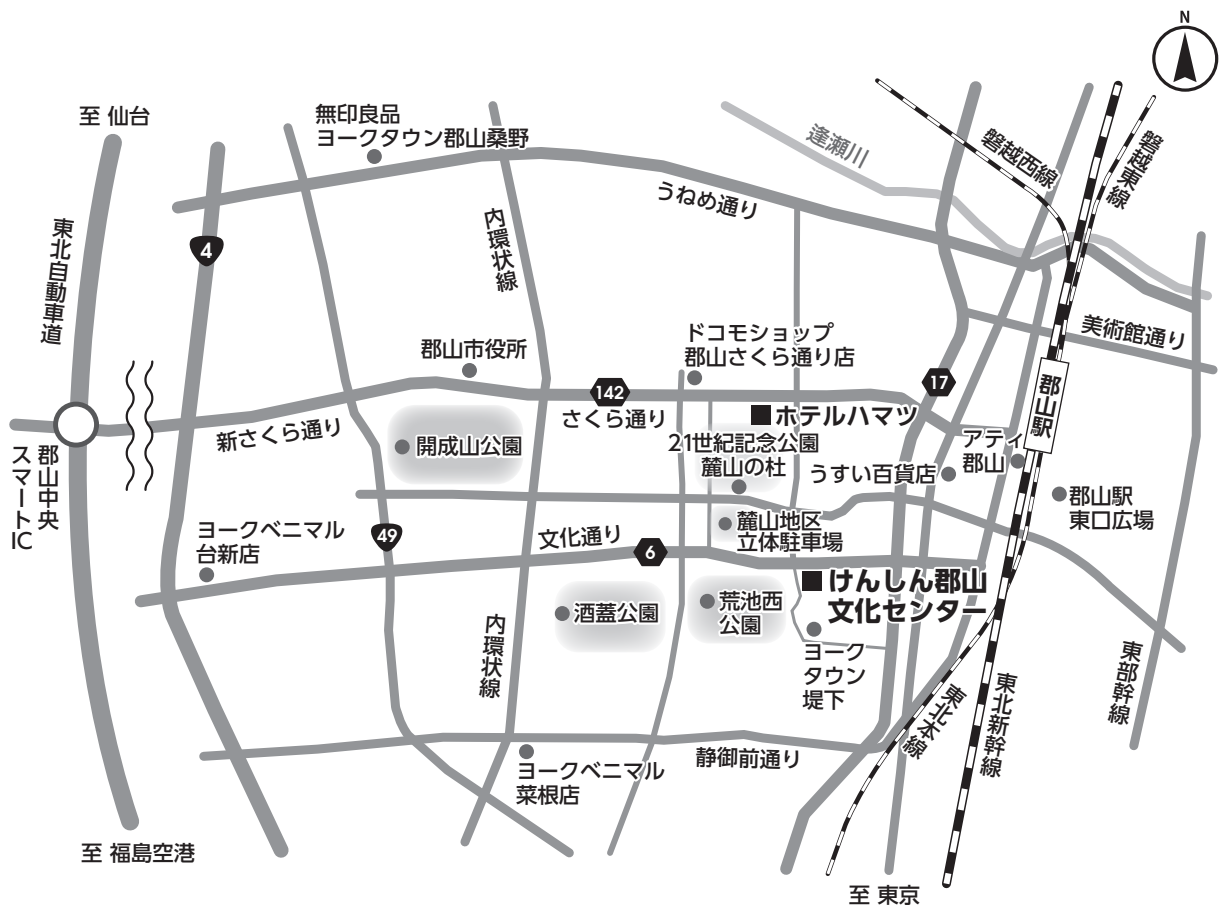 N
至 仙台
無印良品
ヨークタウン郡山桑野
逢瀬川
磐越西線
磐越東線
うねめ通り
東北自動車道
4
内環状線
美術館通り
ドコモショップ
郡山さくら通り店
郡山市役所
142
17
郡山駅
さくら通り
ホテルハマツ
新さくら通り
開成山公園
21世紀記念公園
麓山の杜
うすい百貨店
アティ
郡山
郡山中央
スマートIC
郡山駅
東口広場
ヨークベニマル
台新店
49
文化通り
6
麓山地区
立体駐車場
けんしん郡山
文化センター
酒蓋公園
荒池西
公園
内環状線
ヨーク
タウン
堤下
東部幹線
東北本線
東北新幹線
静御前通り
ヨークベニマル
菜根店
至 福島空港
至 東京